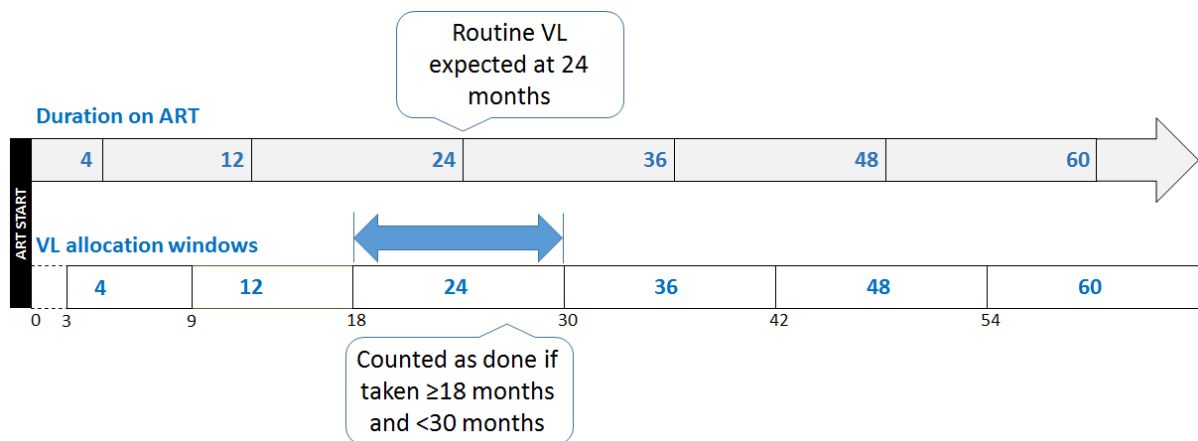 Routine VL
expected at 24
months
Duration on ART
4 12 24 36 48 60
ART START
VL allocation windows
4 12 24 36 48 60
0 3 9 18 30 42 54
Counted as done if
taken ≥18 months
and <30 months